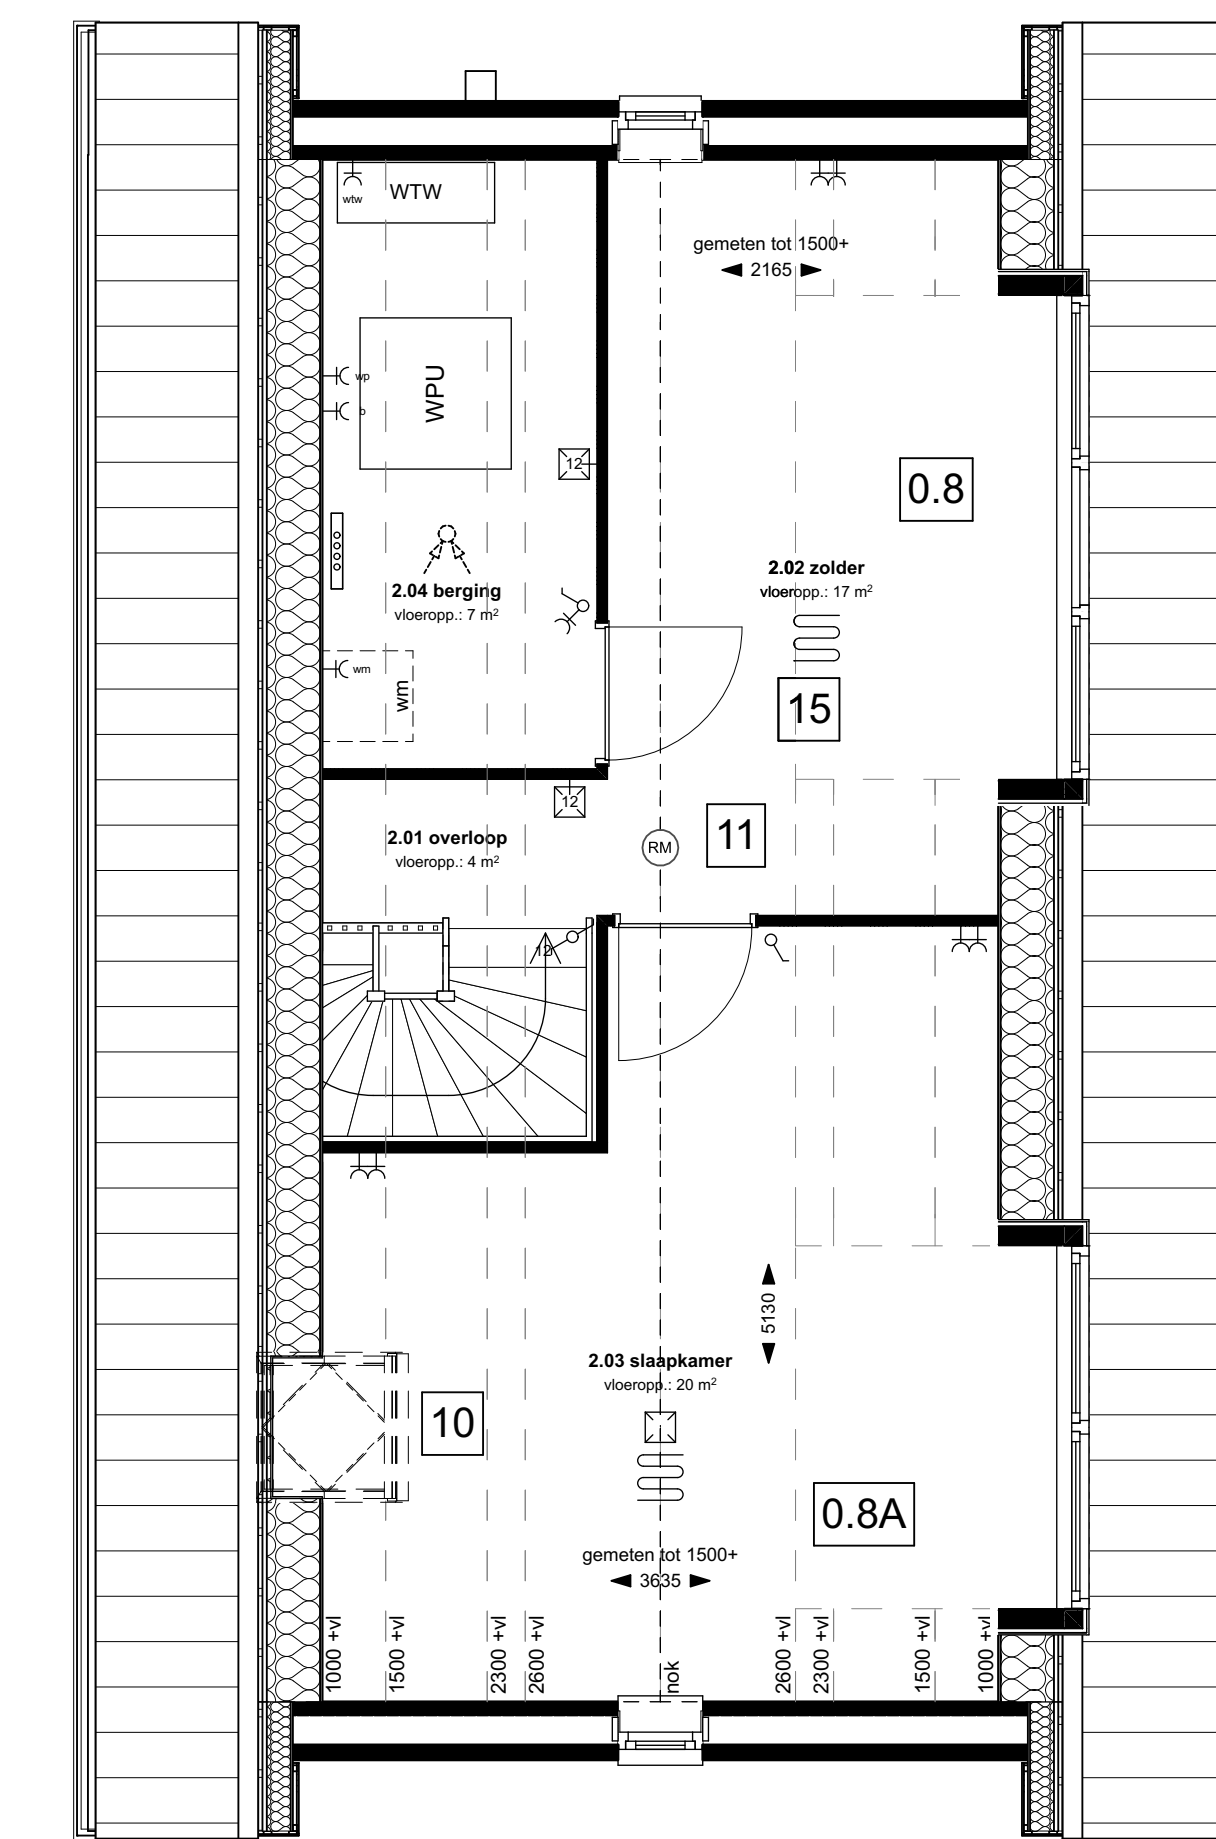 WTW
wtw
gemeten tot 1500+
2165
wp
WPU
b
12
0.8
2.04 berging
vloeropp.: 7 m²
2.02 zolder
vloeropp.: 17 m²
wm
wm
15
12
2.01 overloop
vloeropp.: 4 m²
RM
11
12
5130
2.03 slaapkamer
vloeropp.: 20 m²
10
0.8A
gemeten tot 1500+
3635
1000 +vl
1500 +vl
2300 +vl
2600 +vl
nok
2600 +vl
2300 +vl
1500 +vl
1000 +vl